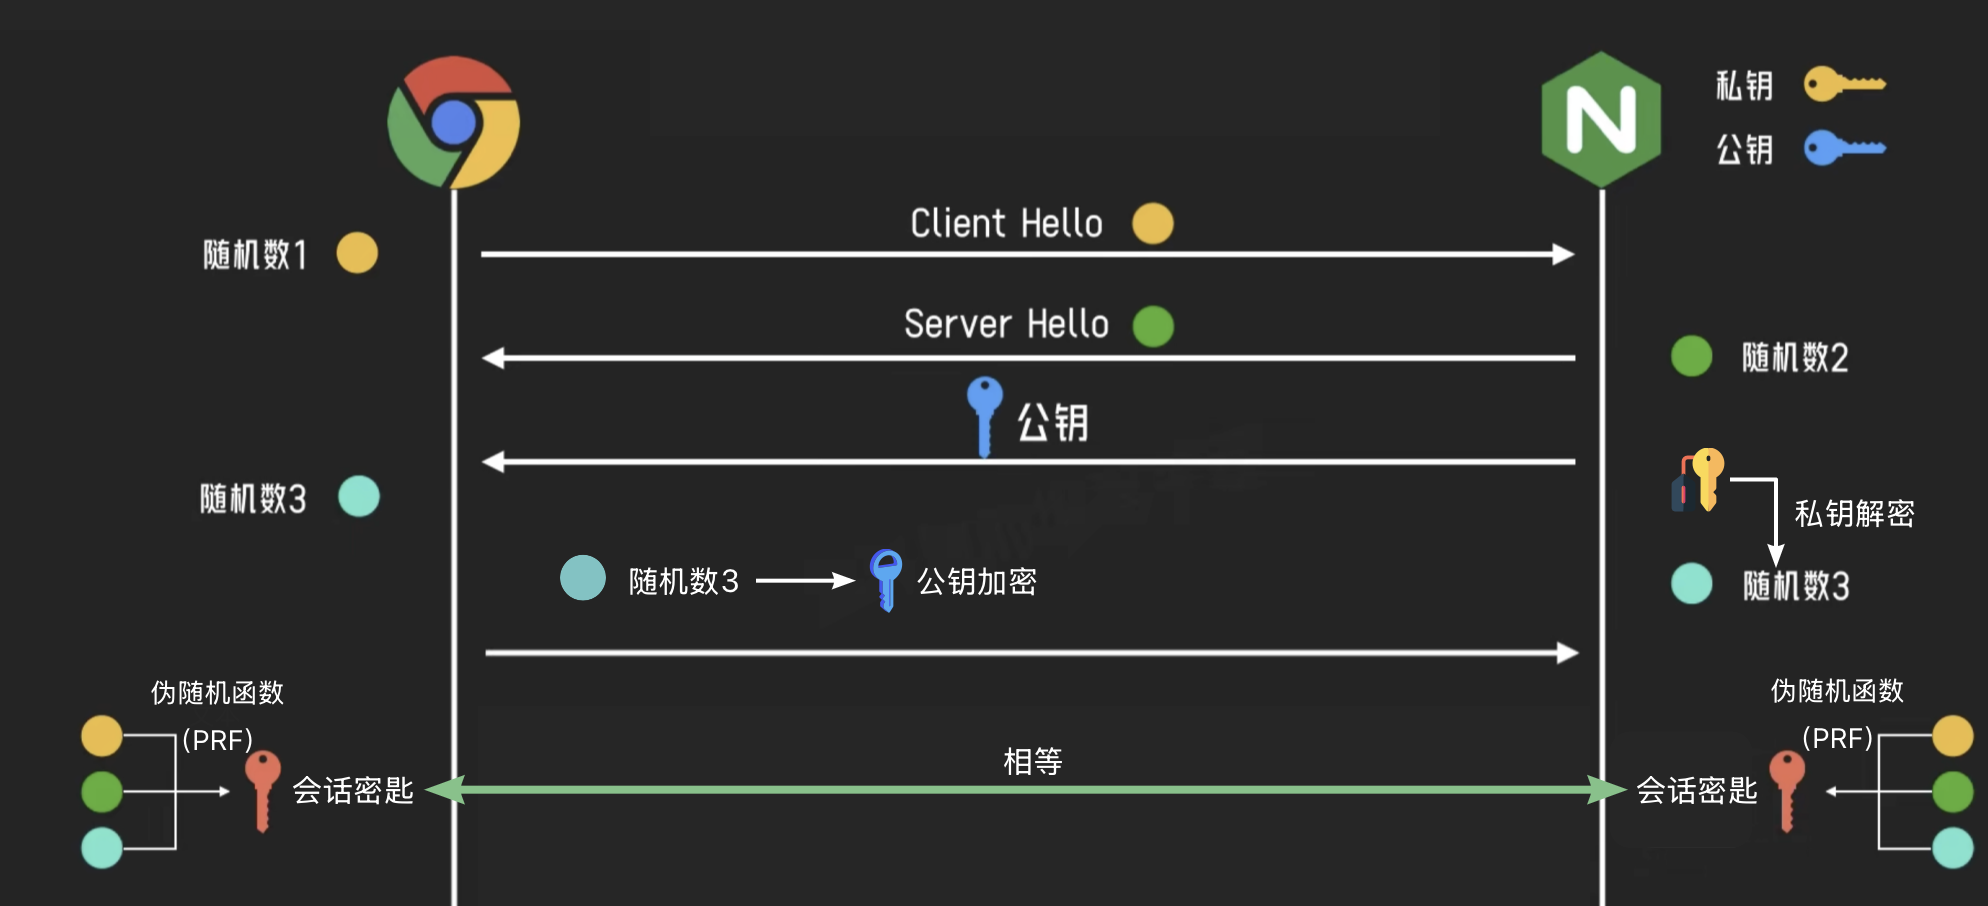 私钥
公钥
Client Hello
随机数1
Server Hello
随机数2
公钥
随机数3
私钥解密
随机数3
公钥加密
随机数3
伪随机函数
(PRF)
会话密匙
相等
伪随机函数
(PRF)
会话密匙